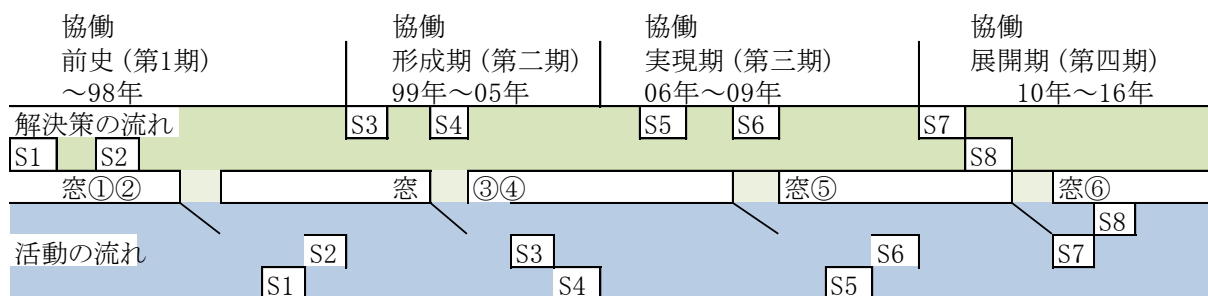 協働 協働 協働 協働
前史（第1期） 形成期（第二期） 実現期（第三期） 展開期（第四期）
～98年 99年～05年 06年～09年 10年～16年
解決策の流れ S3 S4 S5 S6 S7
S1 S2 S8
窓①② 窓 ③④ 窓⑤ 窓⑥
S8
活動の流れ S2 S3 S6 S7
S1 S4 S5